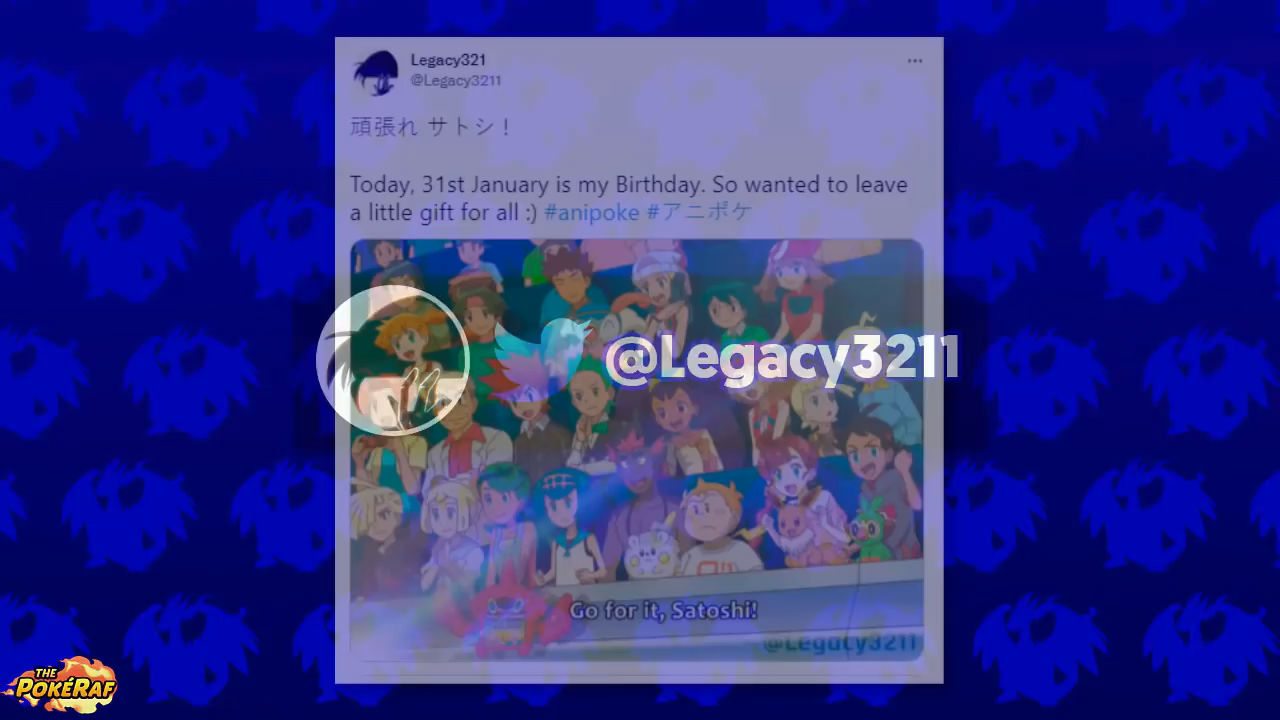 Legacy321
@Legacy3211
頑張れ サトシ！
Today, 31st January is my Birthday. So wanted to leave
a little gift for all :) #anipoke #アニポケ
@Legacy3211
Go for it, Satoshi!
@Legacy3211
THE
POKÉRAF